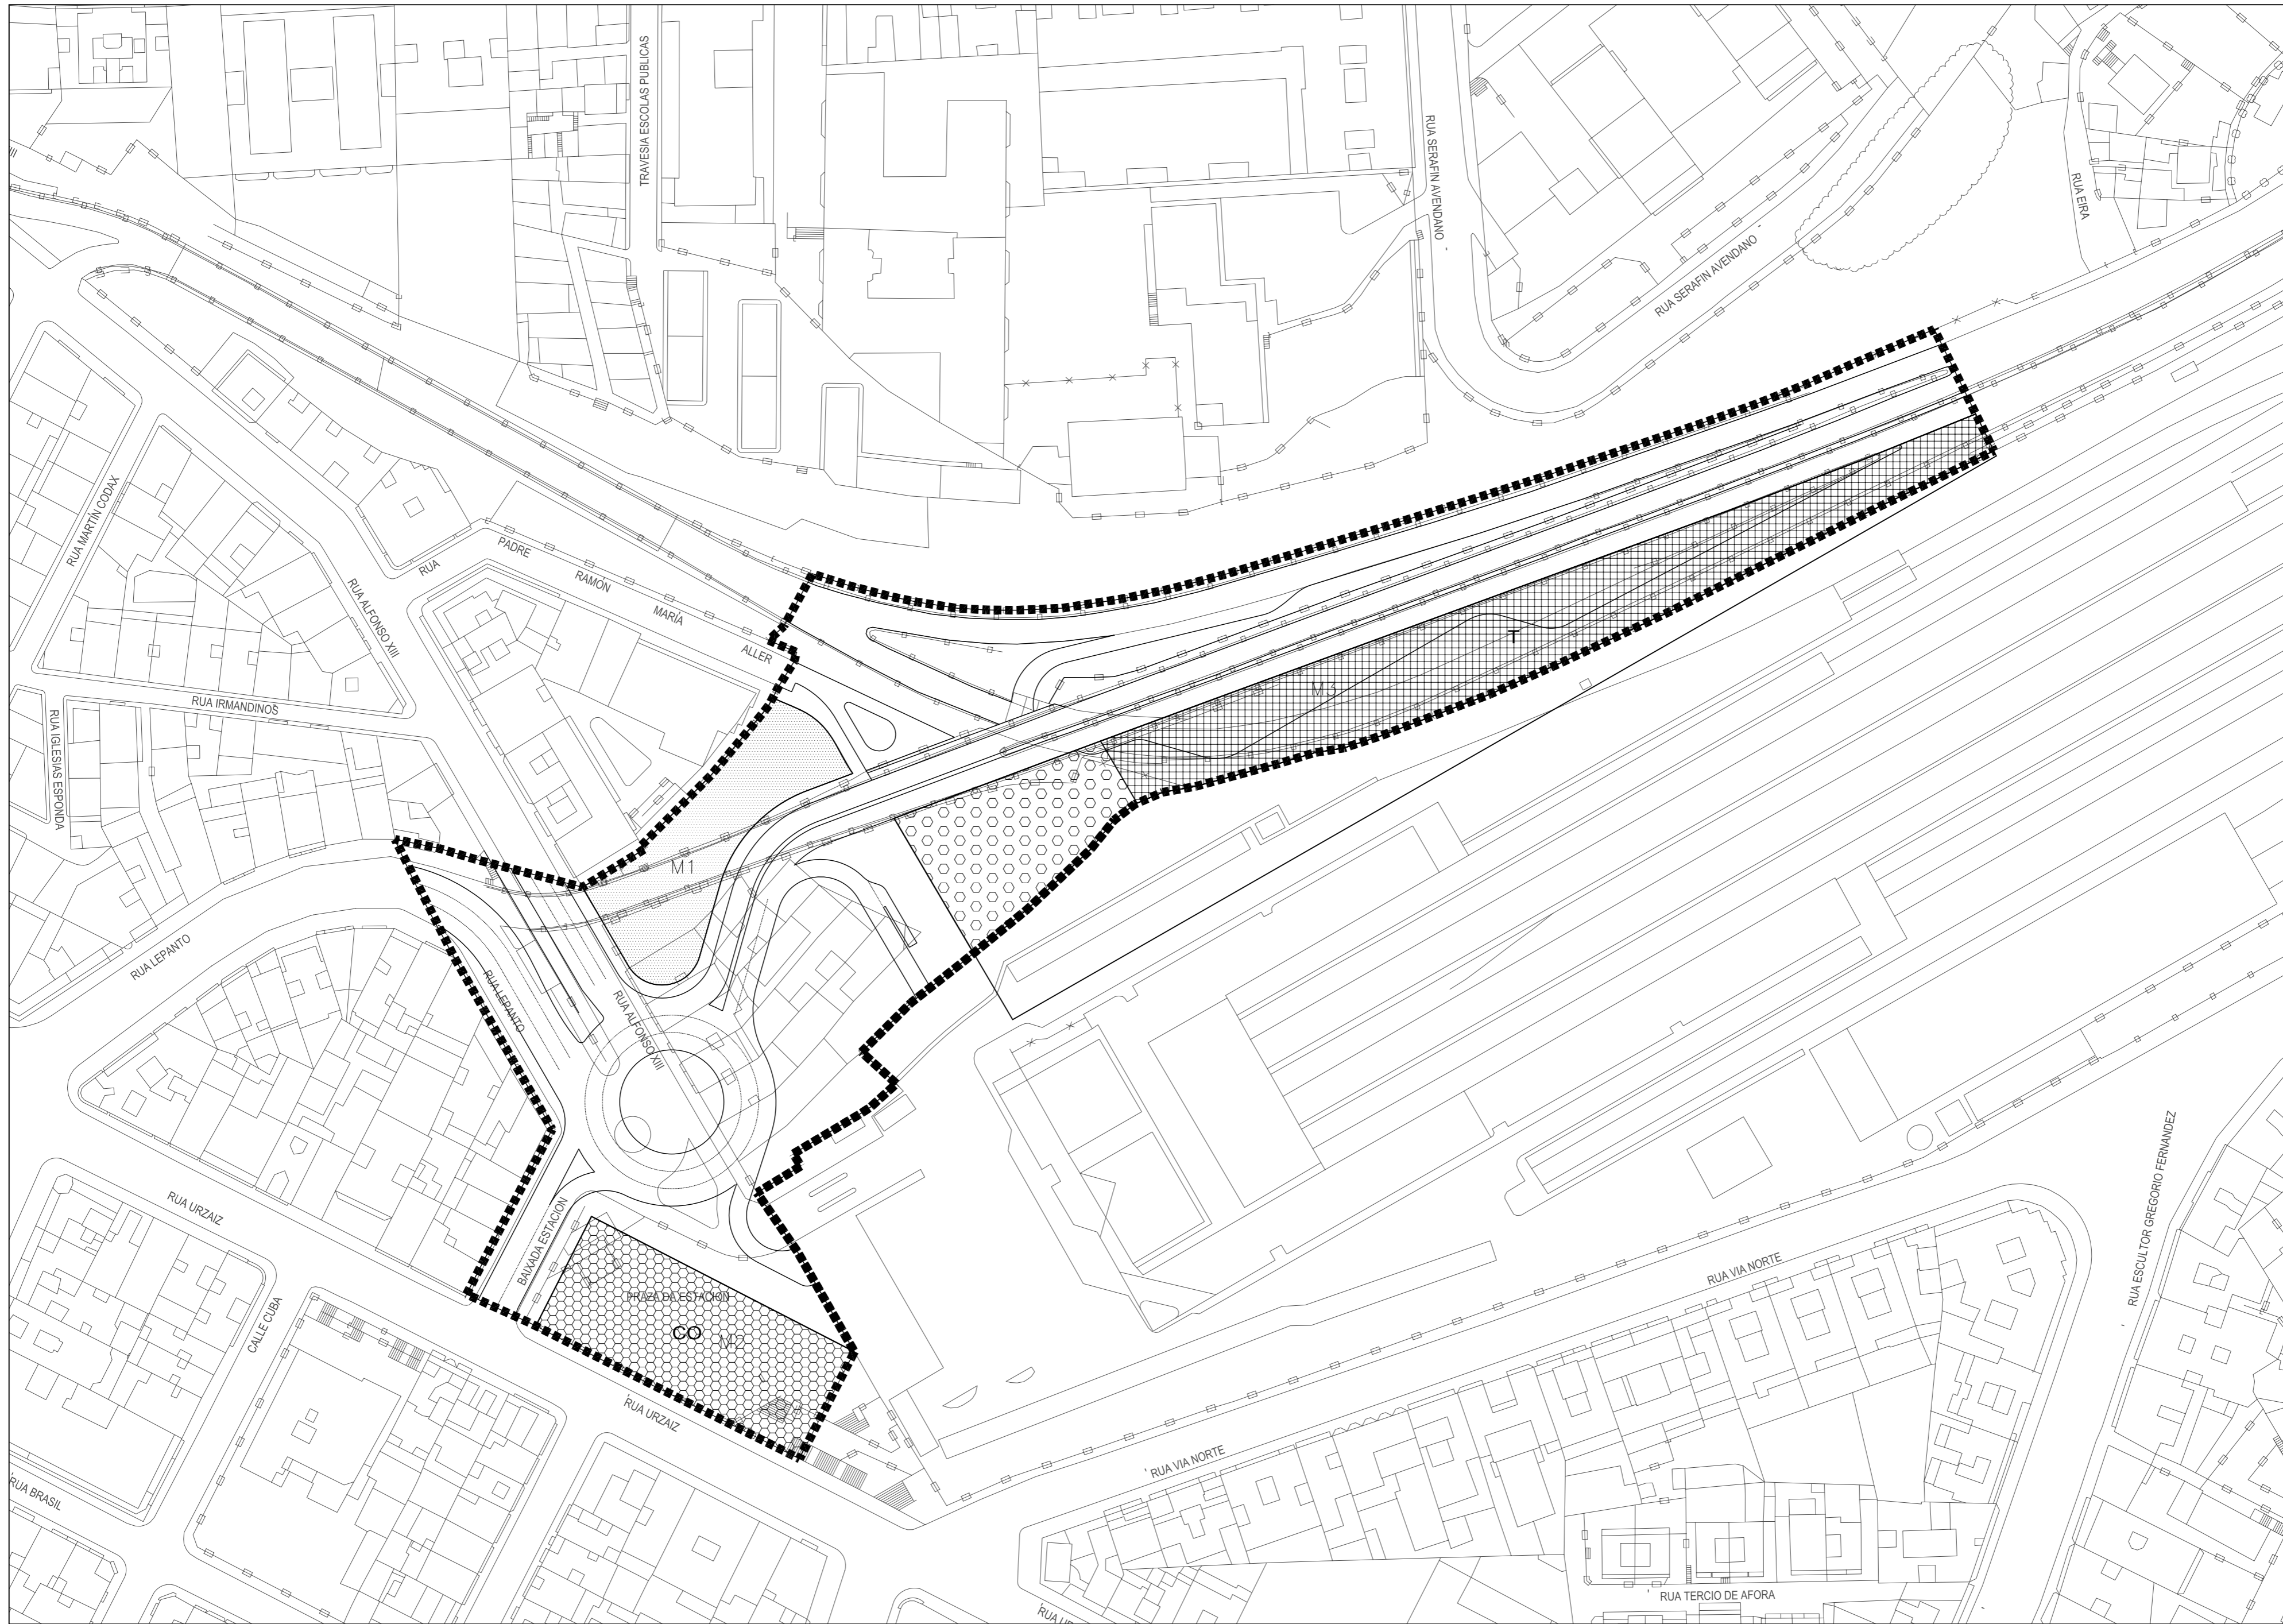 TRAVESIA ESCOLAS PUBLICAS
RUA SERAFIN AVENDANO
RUA EIRA
RUA SERAFIN AVENDANO
RUA MARTÍN CODAX
RUA
PADRE
RAMÓN
MARÍA
ALLER
RUA ALFONSO XIII
RUA IRMANDINOS
RUA IGLESIAS ESPONDA
T
M3
M1
RUA LEPANTO
RUA LEPANTO
RUA ALFONSO XIII
RUA URZAIZ
BAIXADA ESTACION
PRAZA DA ESTACION
CO
M2
CALLE CUBA
RUA URZAIZ
RUA BRASIL
RUA VIA NORTE
RUA VIA NORTE
RUA ESCULTOR GREGORIO FERNANDEZ
RUA TERCIO DE AFORA
RUA